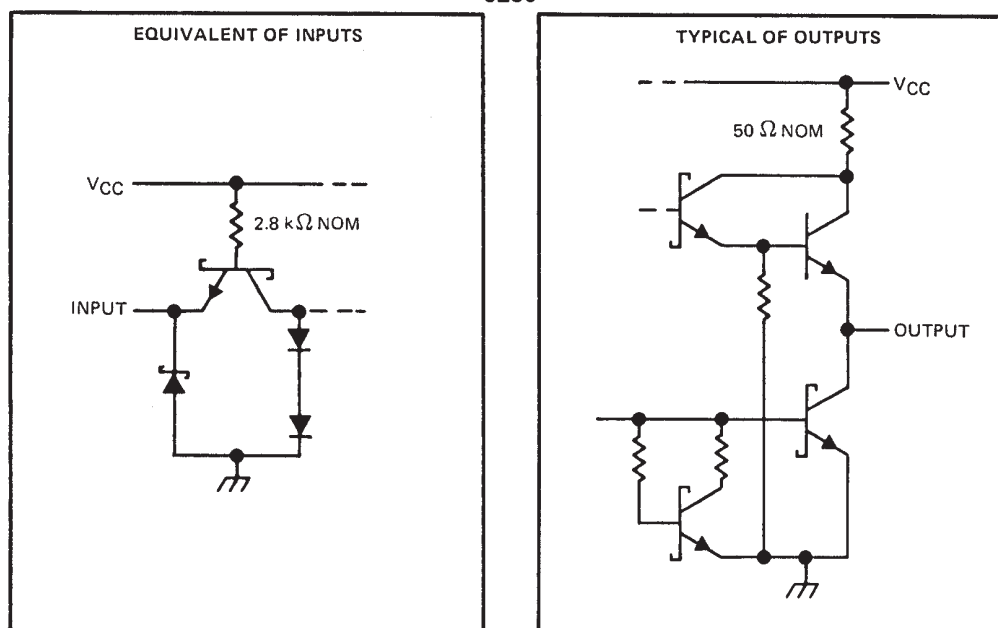 EQUIVALENT OF INPUTS
VCC
2.8 kΩ NOM
INPUT
TYPICAL OF OUTPUTS
VCC
50 Ω NOM
OUTPUT